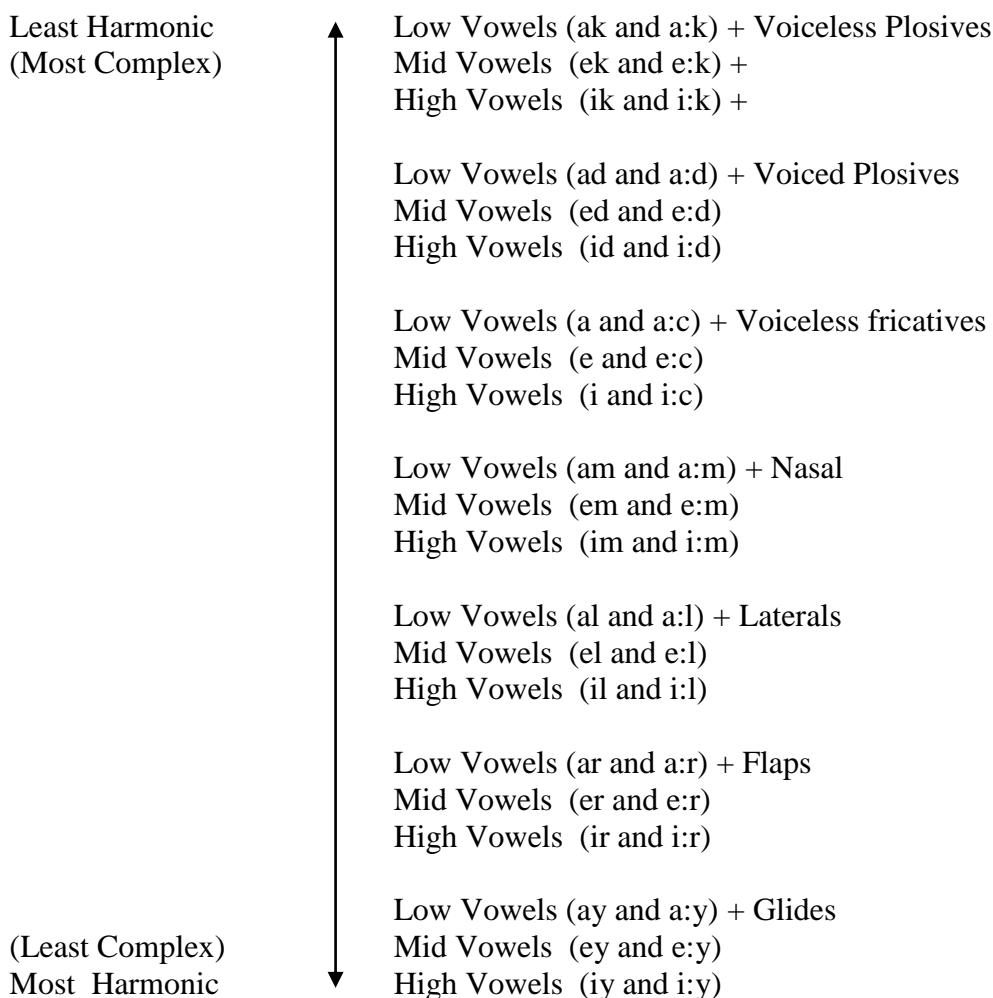 Least Harmonic Low Vowels (ak and a:k) + Voiceless Plosives
(Most Complex) Mid Vowels (ek and e:k) +
High Vowels (ik and i:k) +
Low Vowels (ad and a:d) + Voiced Plosives
Mid Vowels (ed and e:d)
High Vowels (id and i:d)
Low Vowels (a and a:c) + Voiceless fricatives
Mid Vowels (e and e:c)
High Vowels (i and i:c)
Low Vowels (am and a:m) + Nasal
Mid Vowels (em and e:m)
High Vowels (im and i:m)
Low Vowels (al and a:l) + Laterals
Mid Vowels (el and e:l)
High Vowels (il and i:l)
Low Vowels (ar and a:r) + Flaps
Mid Vowels (er and e:r)
High Vowels (ir and i:r)
Low Vowels (ay and a:y) + Glides
(Least Complex) Mid Vowels (ey and e:y)
Most Harmonic High Vowels (iy and i:y)